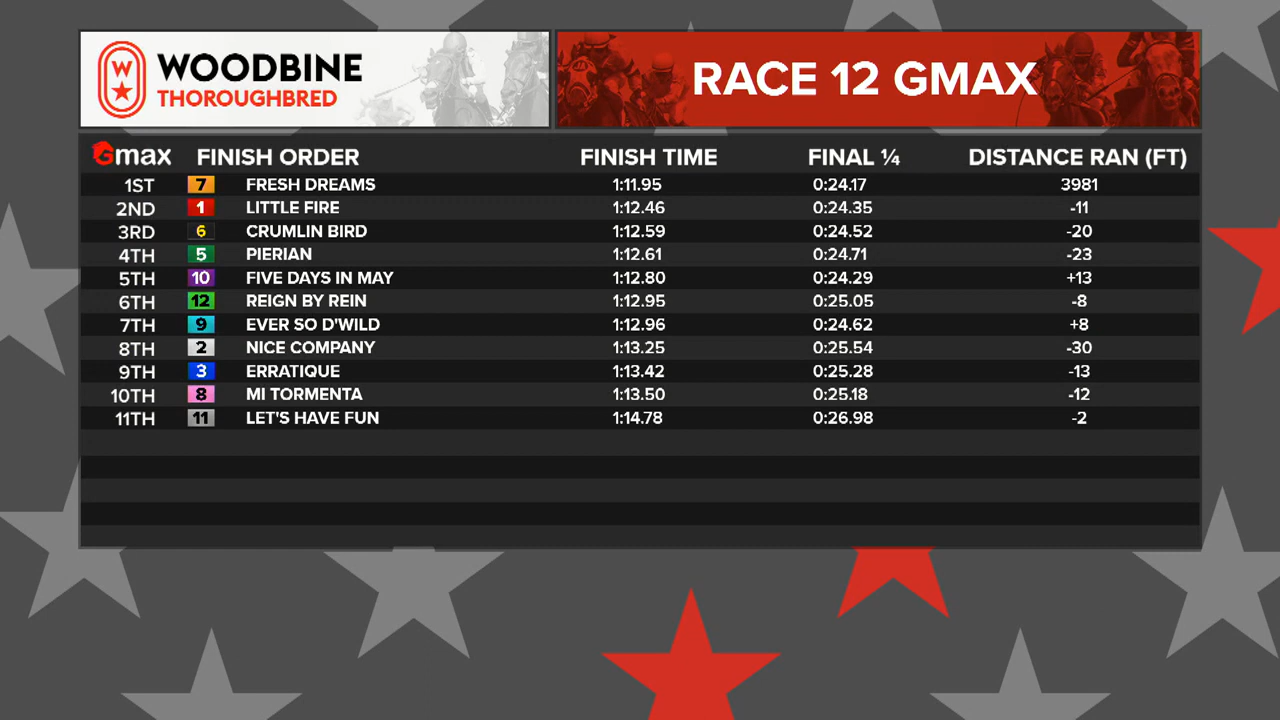 W WOODBINE
THOROUGHBRED
RACE 12 GMAX
Gmax FINISH ORDER FINISH TIME FINAL ¼ DISTANCE RAN (FT)
1ST 7 FRESH DREAMS 1:11.95 0:24.17 3981
2ND 1 LITTLE FIRE 1:12.46 0:24.35 -11
3RD 6 CRUMLIN BIRD 1:12.59 0:24.52 -20
4TH 5 PIERIAN 1:12.61 0:24.71 -23
5TH 10 FIVE DAYS IN MAY 1:12.80 0:24.29 +13
6TH 12 REIGN BY REIN 1:12.95 0:25.05 -8
7TH 9 EVER SO D'WILD 1:12.96 0:24.62 +8
8TH 2 NICE COMPANY 1:13.25 0:25.54 -30
9TH 3 ERRATIQUE 1:13.42 0:25.28 -13
10TH 8 MI TORMENTA 1:13.50 0:25.18 -12
11TH 11 LET'S HAVE FUN 1:14.78 0:26.98 -2